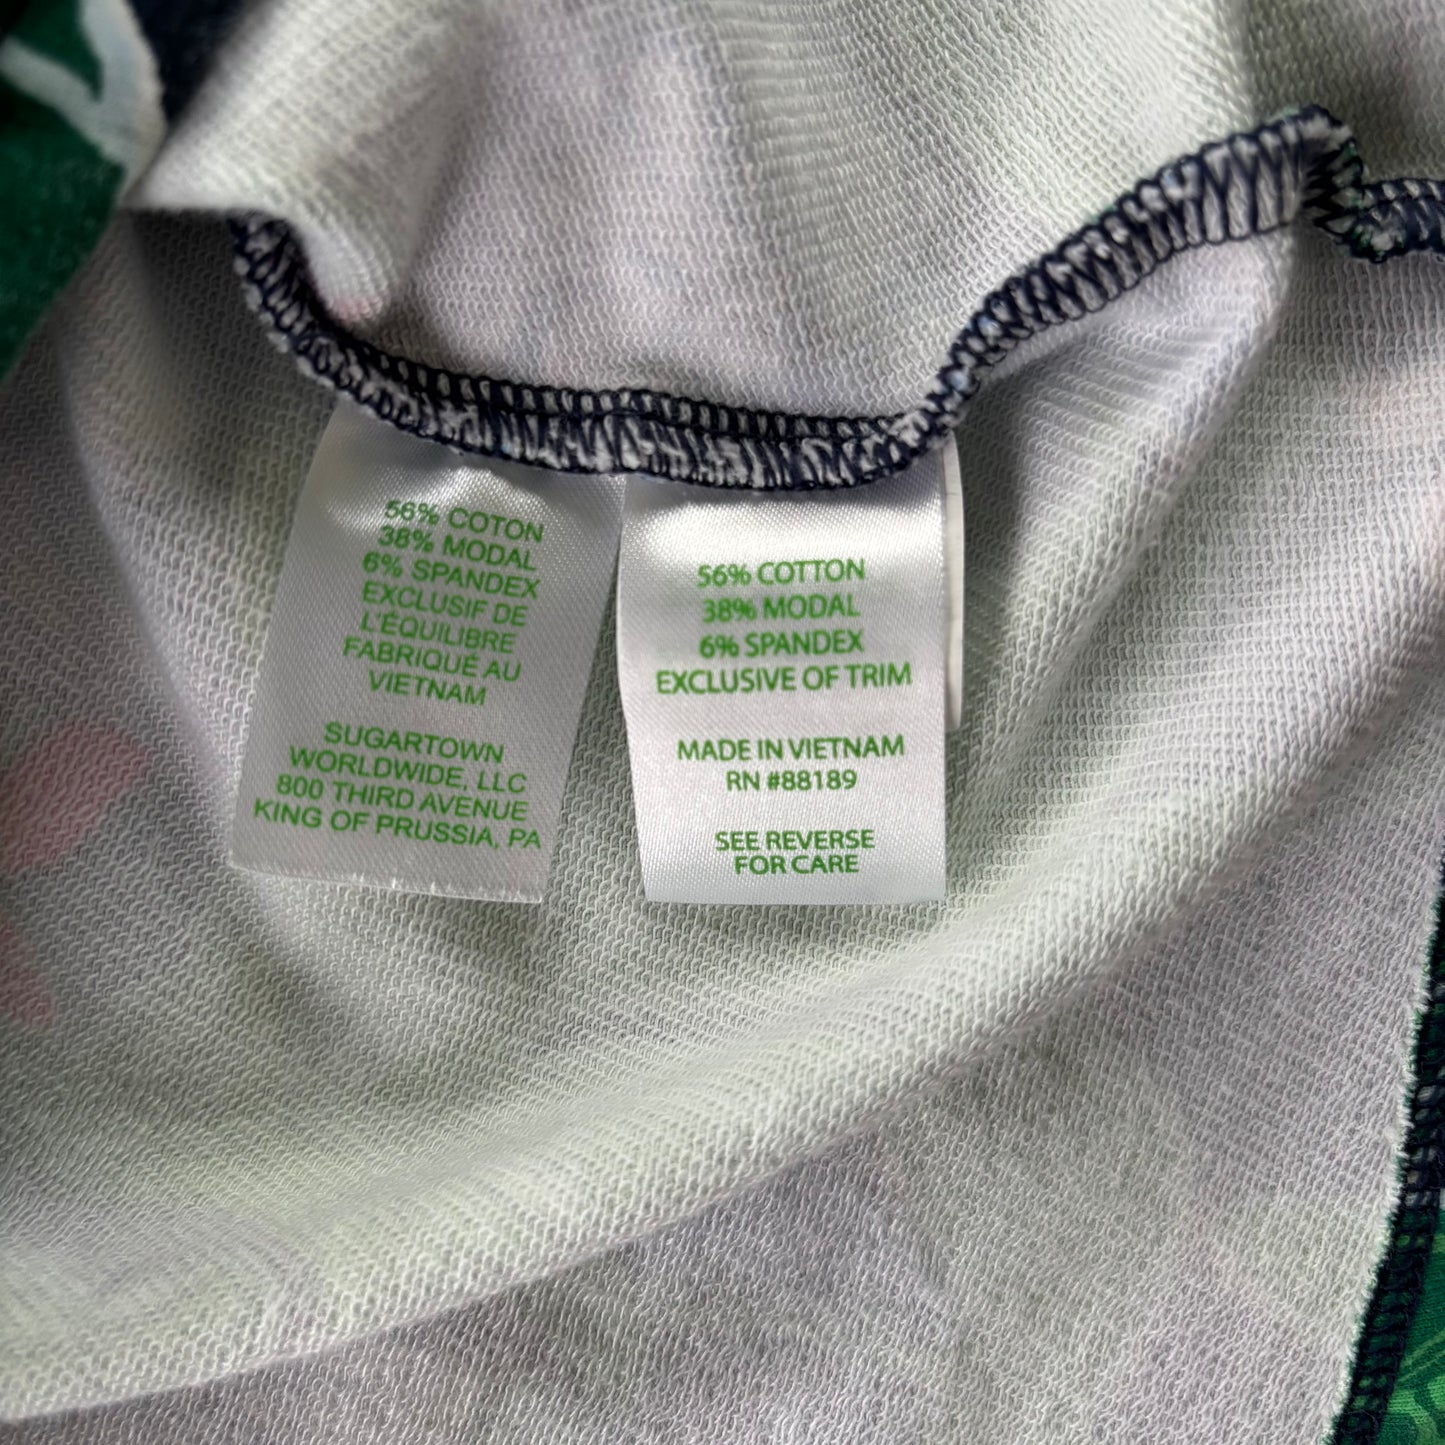 56% COTON
38% MODAL
6% SPANDEX
EXCLUSIF DE
L'ÉQUILIBRE
FABRIQUÉ AU
VIETNAM
SUGARTOWN
WORLDWIDE, LLC
800 THIRD AVENUE
KING OF PRUSSIA, PA
56% COTTON
38% MODAL
6% SPANDEX
EXCLUSIVE OF TRIM
MADE IN VIETNAM
RN #88189
SEE REVERSE
FOR CARE